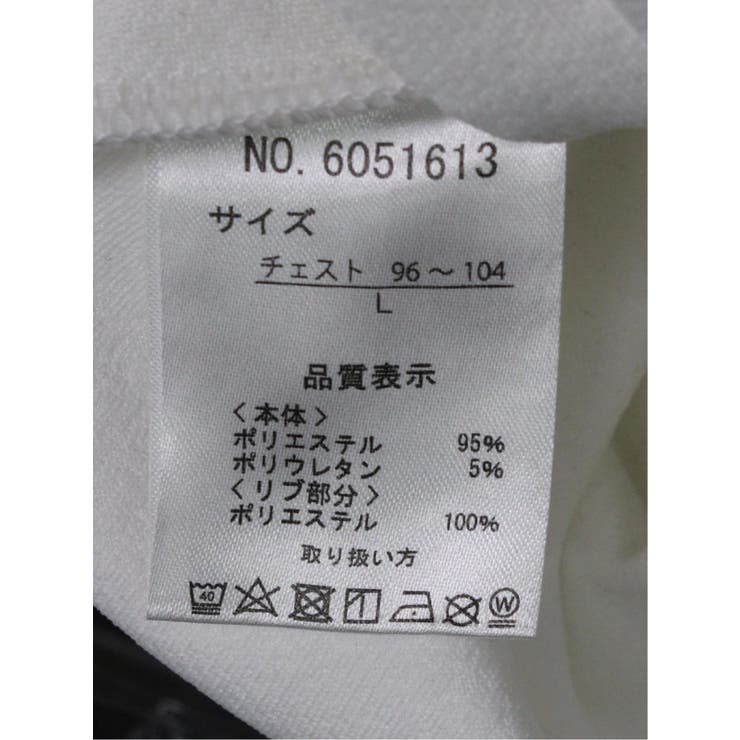 NO. 6051613
サイズ
チェスト 96～104
L
品質表示
〈本体〉
ポリエステル 95%
ポリウレタン 5%
〈リブ部分〉
ポリエステル 100%
取り扱い方
40 W